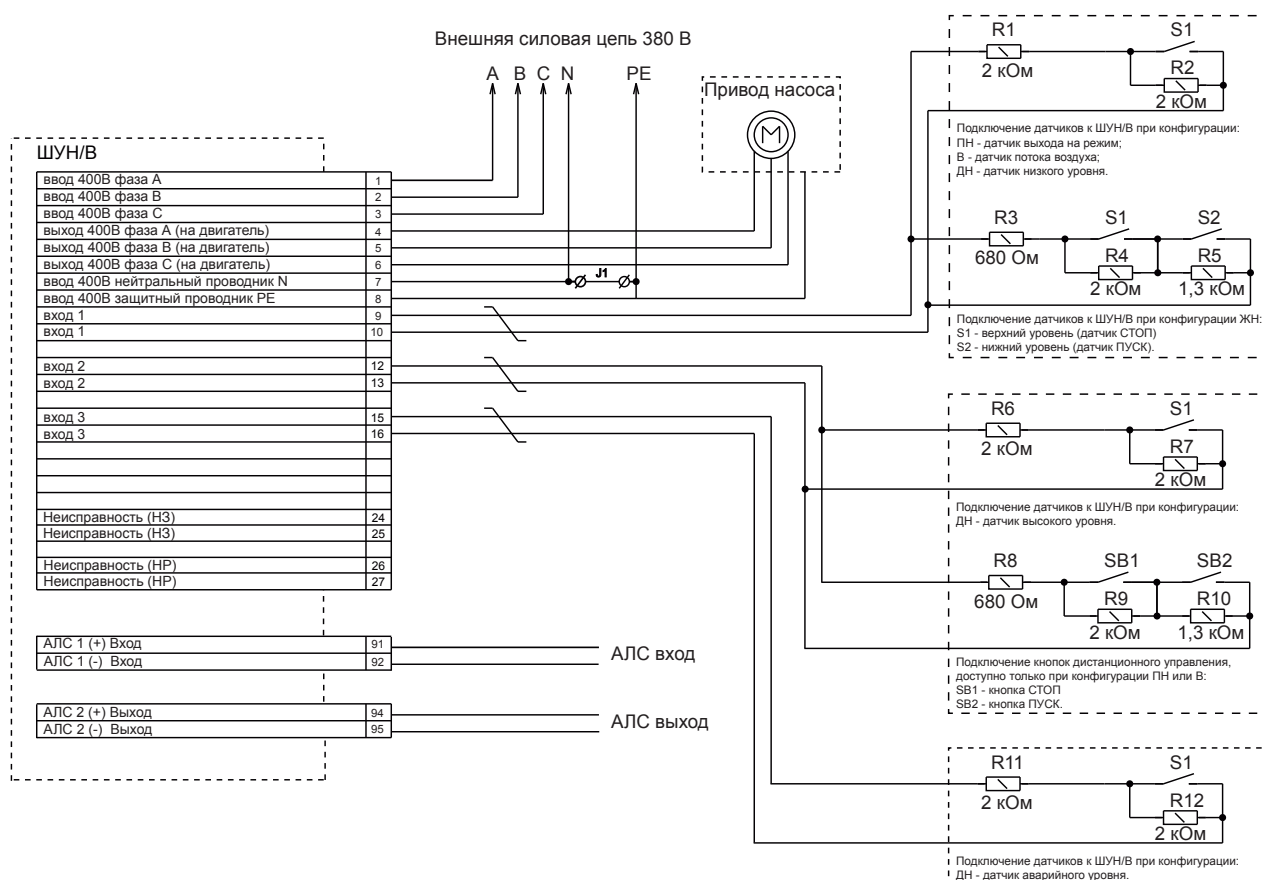 Внешняя силовая цепь 380 В
A B C N PE
Привод насоса
M
ШУН/В
ввод 400В фаза А 1
ввод 400В фаза В 2
ввод 400В фаза С 3
выход 400В фаза А (на двигатель) 4
выход 400В фаза В (на двигатель) 5
выход 400В фаза С (на двигатель) 6
ввод 400В нейтральный проводник N 7
ввод 400В защитный проводник PE 8
вход 1 9
вход 1 10
вход 2 12
вход 2 13
вход 3 15
вход 3 16
Неисправность (НЗ) 24
Неисправность (НЗ) 25
Неисправность (НР) 26
Неисправность (НР) 27
J1
АЛС 1 (+) Вход 91
АЛС 1 (-) Вход 92
АЛС вход
АЛС 2 (+) Выход 94
АЛС 2 (-) Выход 95
АЛС выход
R1 S1
2 кОм R2
2 кОм
Подключение датчиков к ШУН/В при конфигурации:
ПН - датчик выхода на режим;
В - датчик потока воздуха;
ДН - датчик низкого уровня.
R3 S1 S2
680 Ом R4 R5
2 кОм 1,3 кОм
Подключение датчиков к ШУН/В при конфигурации ЖН:
S1 - верхний уровень (датчик СТОП)
S2 - нижний уровень (датчик ПУСК).
R6 S1
2 кОм R7
2 кОм
Подключение датчиков к ШУН/В при конфигурации:
ДН - датчик высокого уровня.
R8 SB1 SB2
680 Ом R9 R10
2 кОм 1,3 кОм
Подключение кнопок дистанционного управления,
доступно только при конфигурации ПН или В:
SB1 - кнопка СТОП
SB2 - кнопка ПУСК.
R11 S1
2 кОм R12
2 кОм
Подключение датчиков к ШУН/В при конфигурации:
ДН - датчик аварийного уровня.